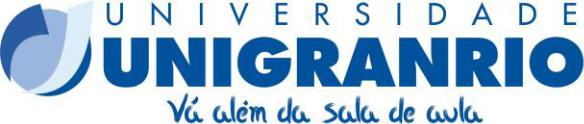 UNIVERSIDADE
UNIGRANRIO
Vá além da sala de aula